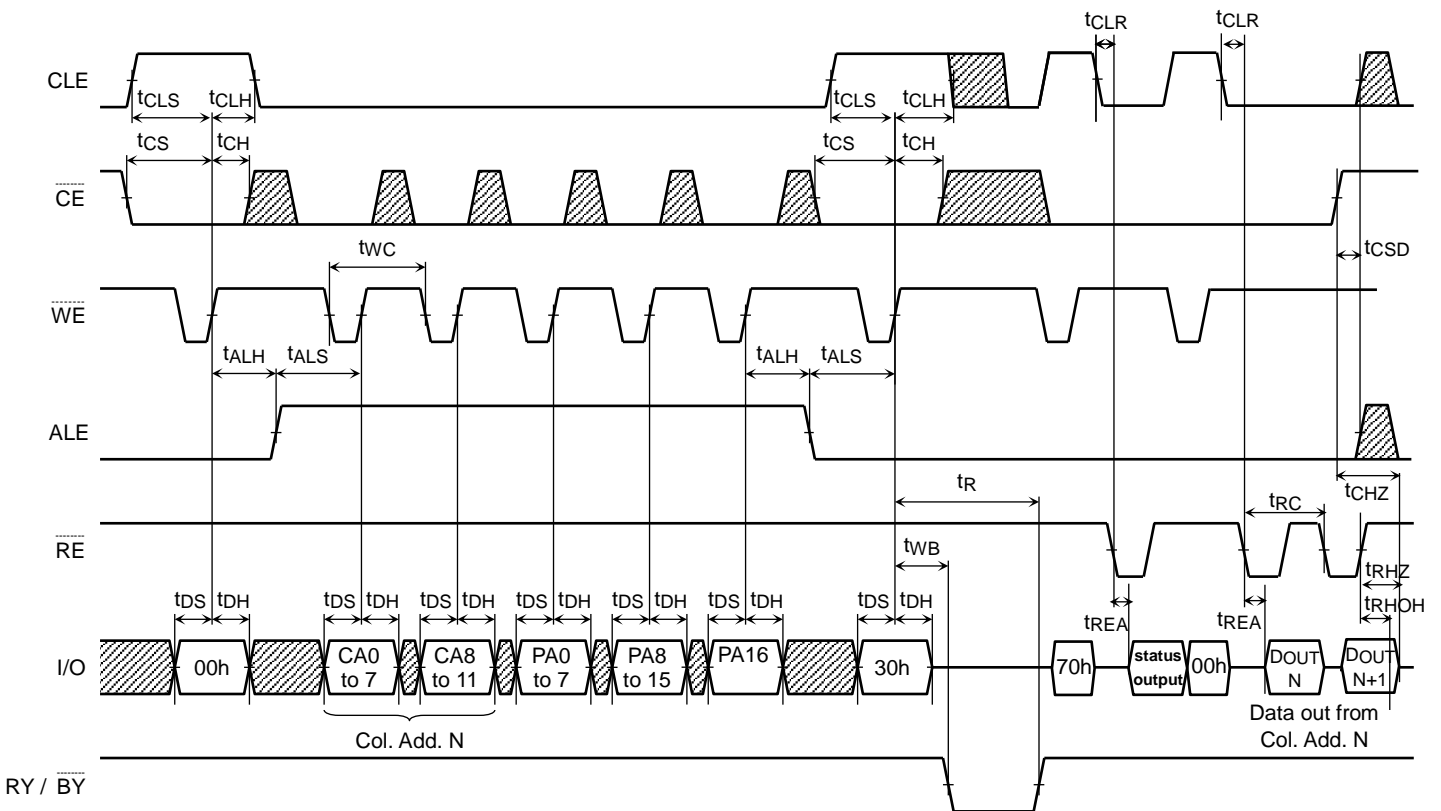 tCLR tCLR
CLE
tCLS tCLH tCLS tCLH
tCS tCH tCS tCH
CE
tWC tCSD
WE
tALH tALS tALH tALS
ALE
tR tCHZ
tRC
RE
tWB
tRHZ
tDS tDH tDS tDH tDS tDH tDS tDH tDS tDH tDS tDH tDS tDH tRHOH
tREA tREA
I/O
00h
CA0
to 7
CA8
to 11
PA0
to 7
PA8
to 15
PA16
30h
70h
status
output
00h
DOUT
N
DOUT
N+1
Col. Add. N
Data out from
Col. Add. N
RY / BY